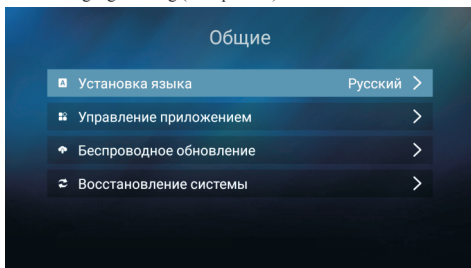 Общие
Установка языка Русский
Управление приложением
Беспроводное обновление
Восстановление системы